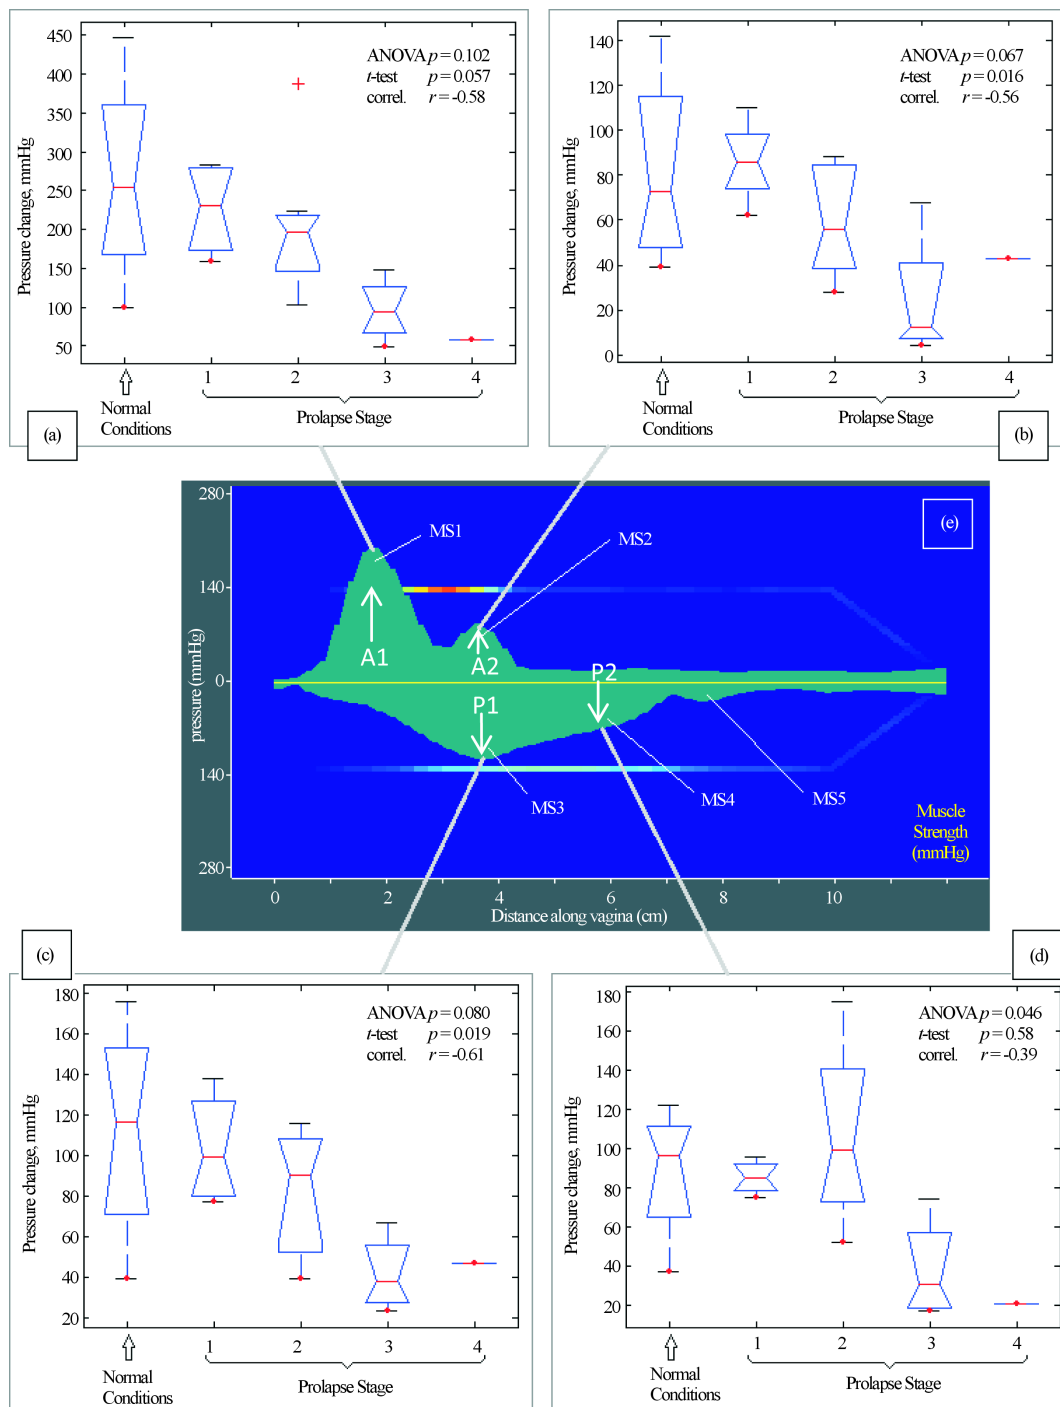 450
400
350
300
250
200
150
100
50
Pressure change, mmHg
ANOVA p = 0.102
t-test p = 0.057
correl. r = -0.58
1 2 3 4
Normal
Conditions
Prolapse Stage
(a)
140
120
100
80
60
40
20
0
Pressure change, mmHg
ANOVA p = 0.067
t-test p = 0.016
correl. r = -0.56
1 2 3 4
Normal
Conditions
Prolapse Stage
(b)
280
140
0
140
280
pressure (mmHg)
(e)
MS1
MS2
A1
A2
P2
P1
MS3
MS4
MS5
Muscle
Strength
(mmHg)
0 2 4 6 8 10
Distance along vagina (cm)
(c)
180
160
140
120
100
80
60
40
20
Pressure change, mmHg
ANOVA p = 0.080
t-test p = 0.019
correl. r = -0.61
1 2 3 4
Normal
Conditions
Prolapse Stage
(d)
180
160
140
120
100
80
60
40
20
Pressure change, mmHg
ANOVA p = 0.046
t-test p = 0.58
correl. r = -0.39
1 2 3 4
Normal
Conditions
Prolapse Stage